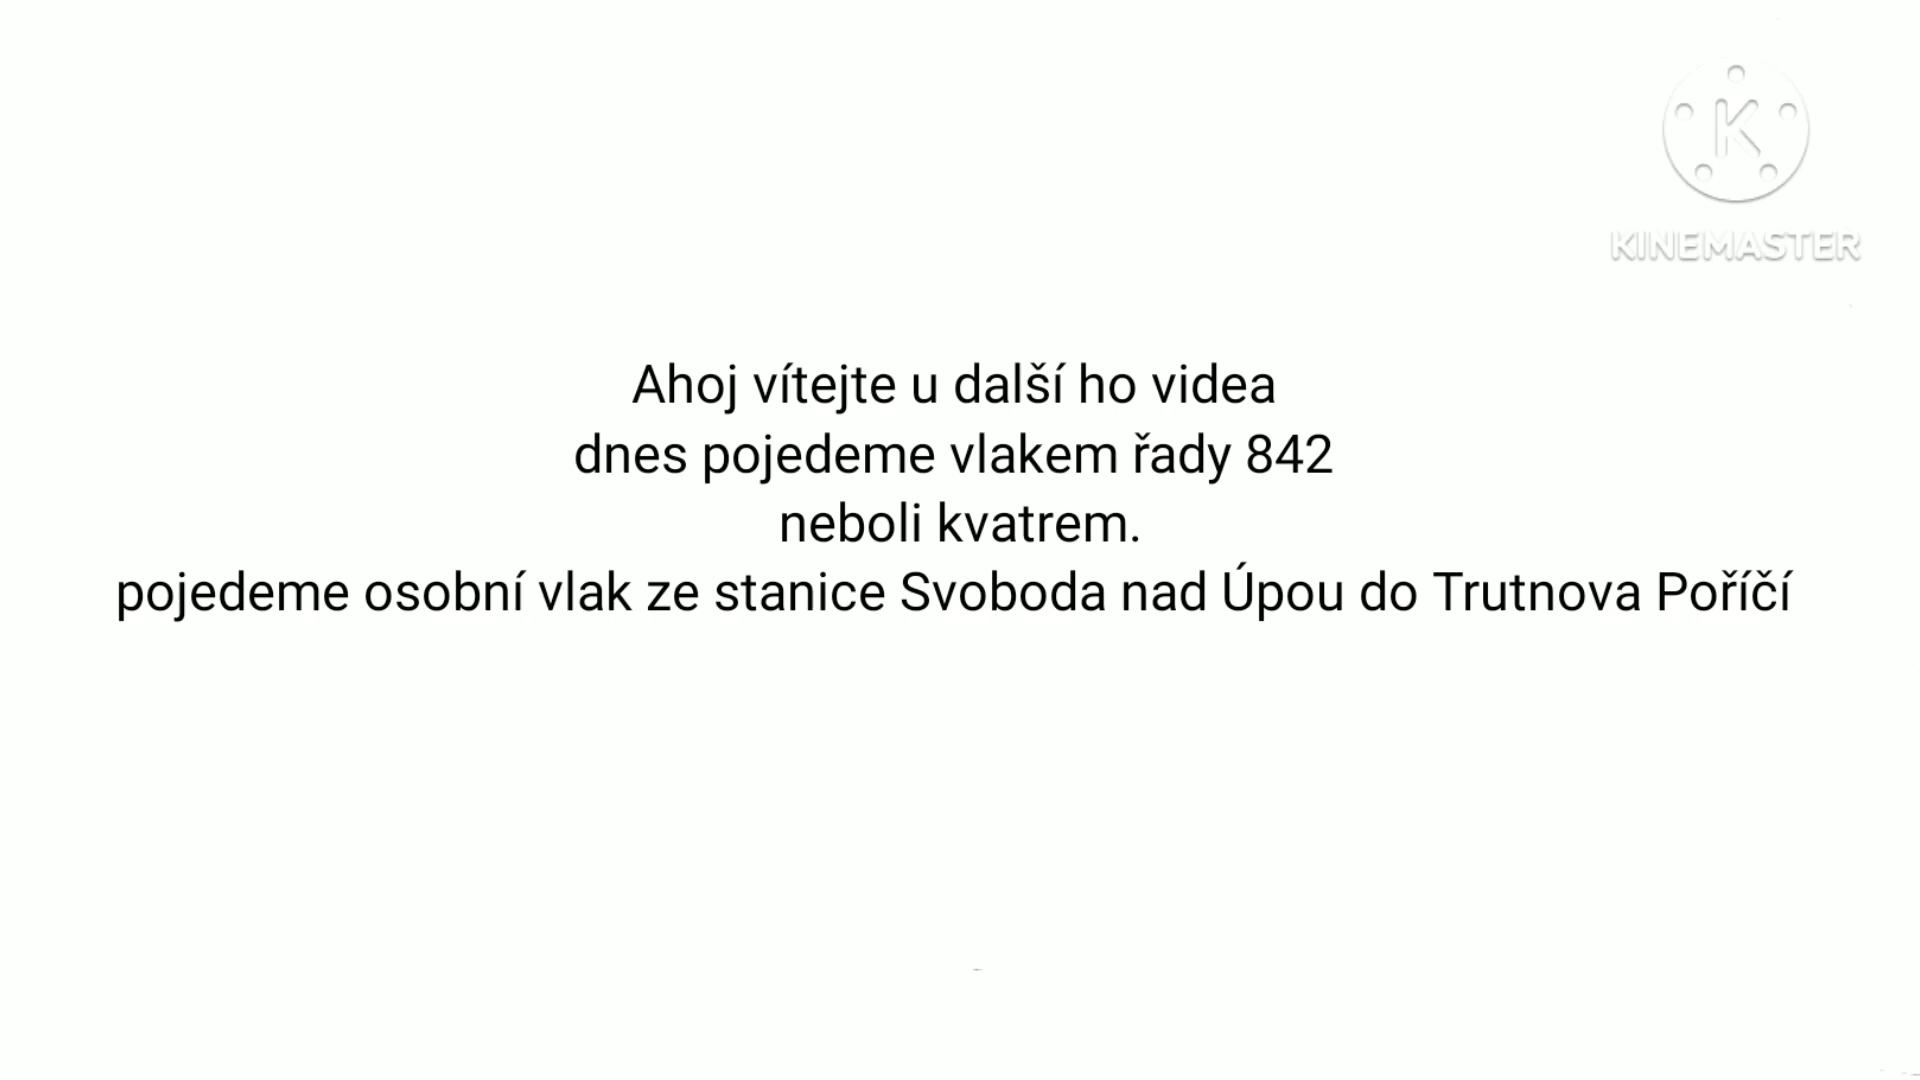 KINEMASTER
Ahoj vítejte u další ho videa
dnes pojedeme vlakem řady 842
neboli kvatrem.
pojedeme osobní vlak ze stanice Svoboda nad Úpou do Trutnova Poříčí